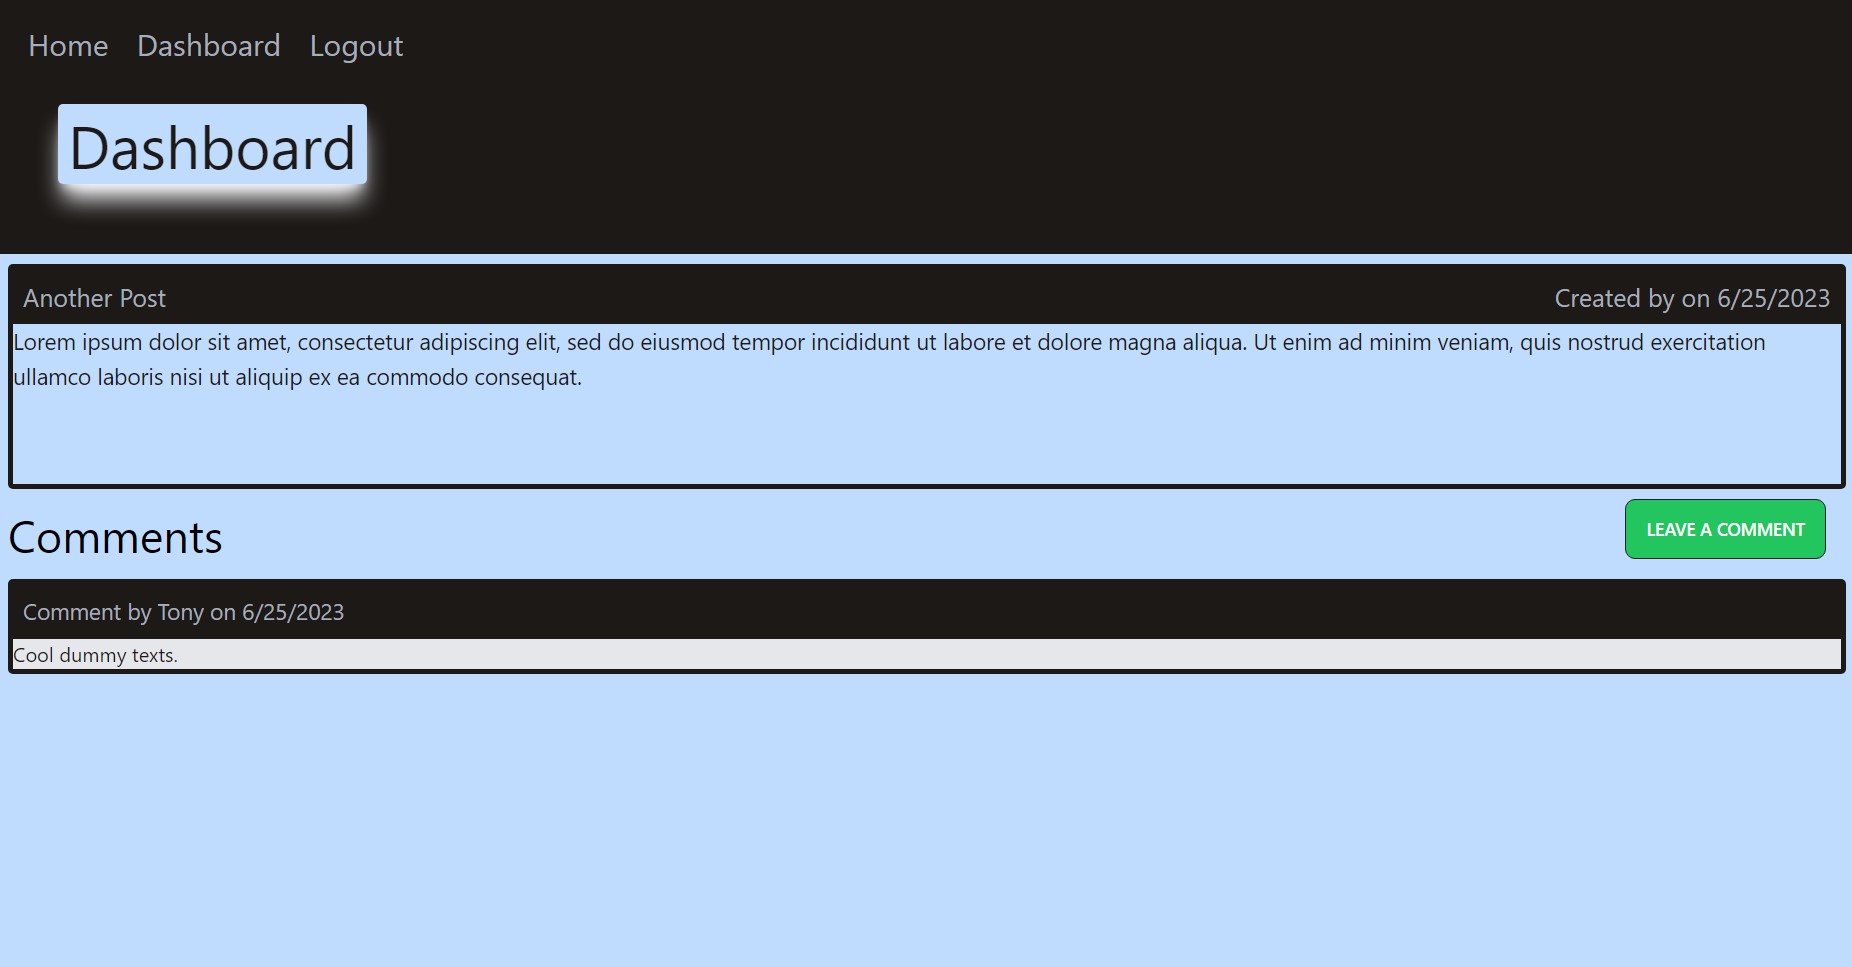 Home Dashboard Logout
Dashboard
Another Post Created by on 6/25/2023
Lorem ipsum dolor sit amet, consectetur adipiscing elit, sed do eiusmod tempor incididunt ut labore et dolore magna aliqua. Ut enim ad minim veniam, quis nostrud exercitation
ullamco laboris nisi ut aliquip ex ea commodo consequat.
Comments LEAVE A COMMENT
Comment by Tony on 6/25/2023
Cool dummy texts.